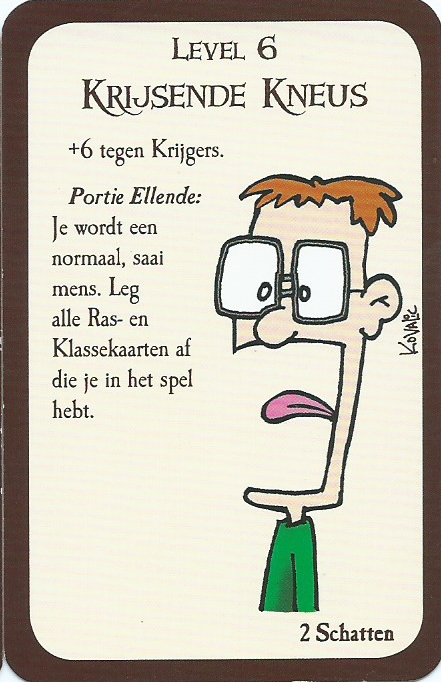 Level 6
Krijsende Kneus
+6 tegen Krijgers.
Portie Ellende:
Je wordt een
normaal, saai
mens. Leg
alle Ras- en
Klassekaarten af
die je in het spel
hebt.
Kovalic
2 Schatten